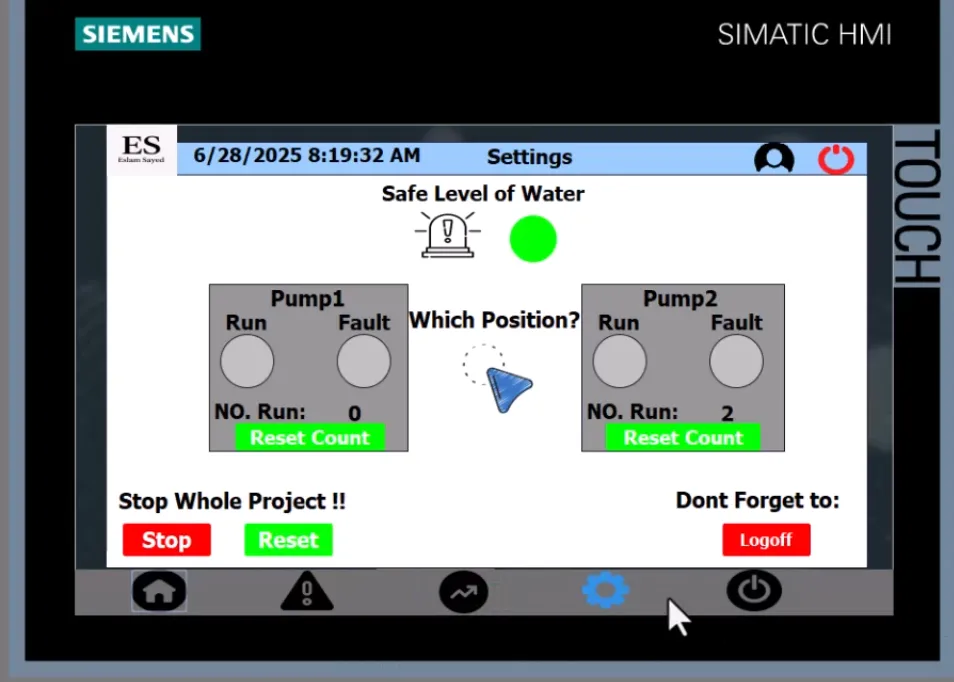 SIEMENS
SIMATIC HMI
TOUCH
ES
Eslam Sayed
6/28/2025 8:19:32 AM
Settings
Safe Level of Water
Pump1
Run
Fault
NO. Run:
0
Reset Count
Which Position?
Pump2
Run
Fault
NO. Run:
2
Reset Count
Stop Whole Project !!
Stop
Reset
Dont Forget to:
Logoff